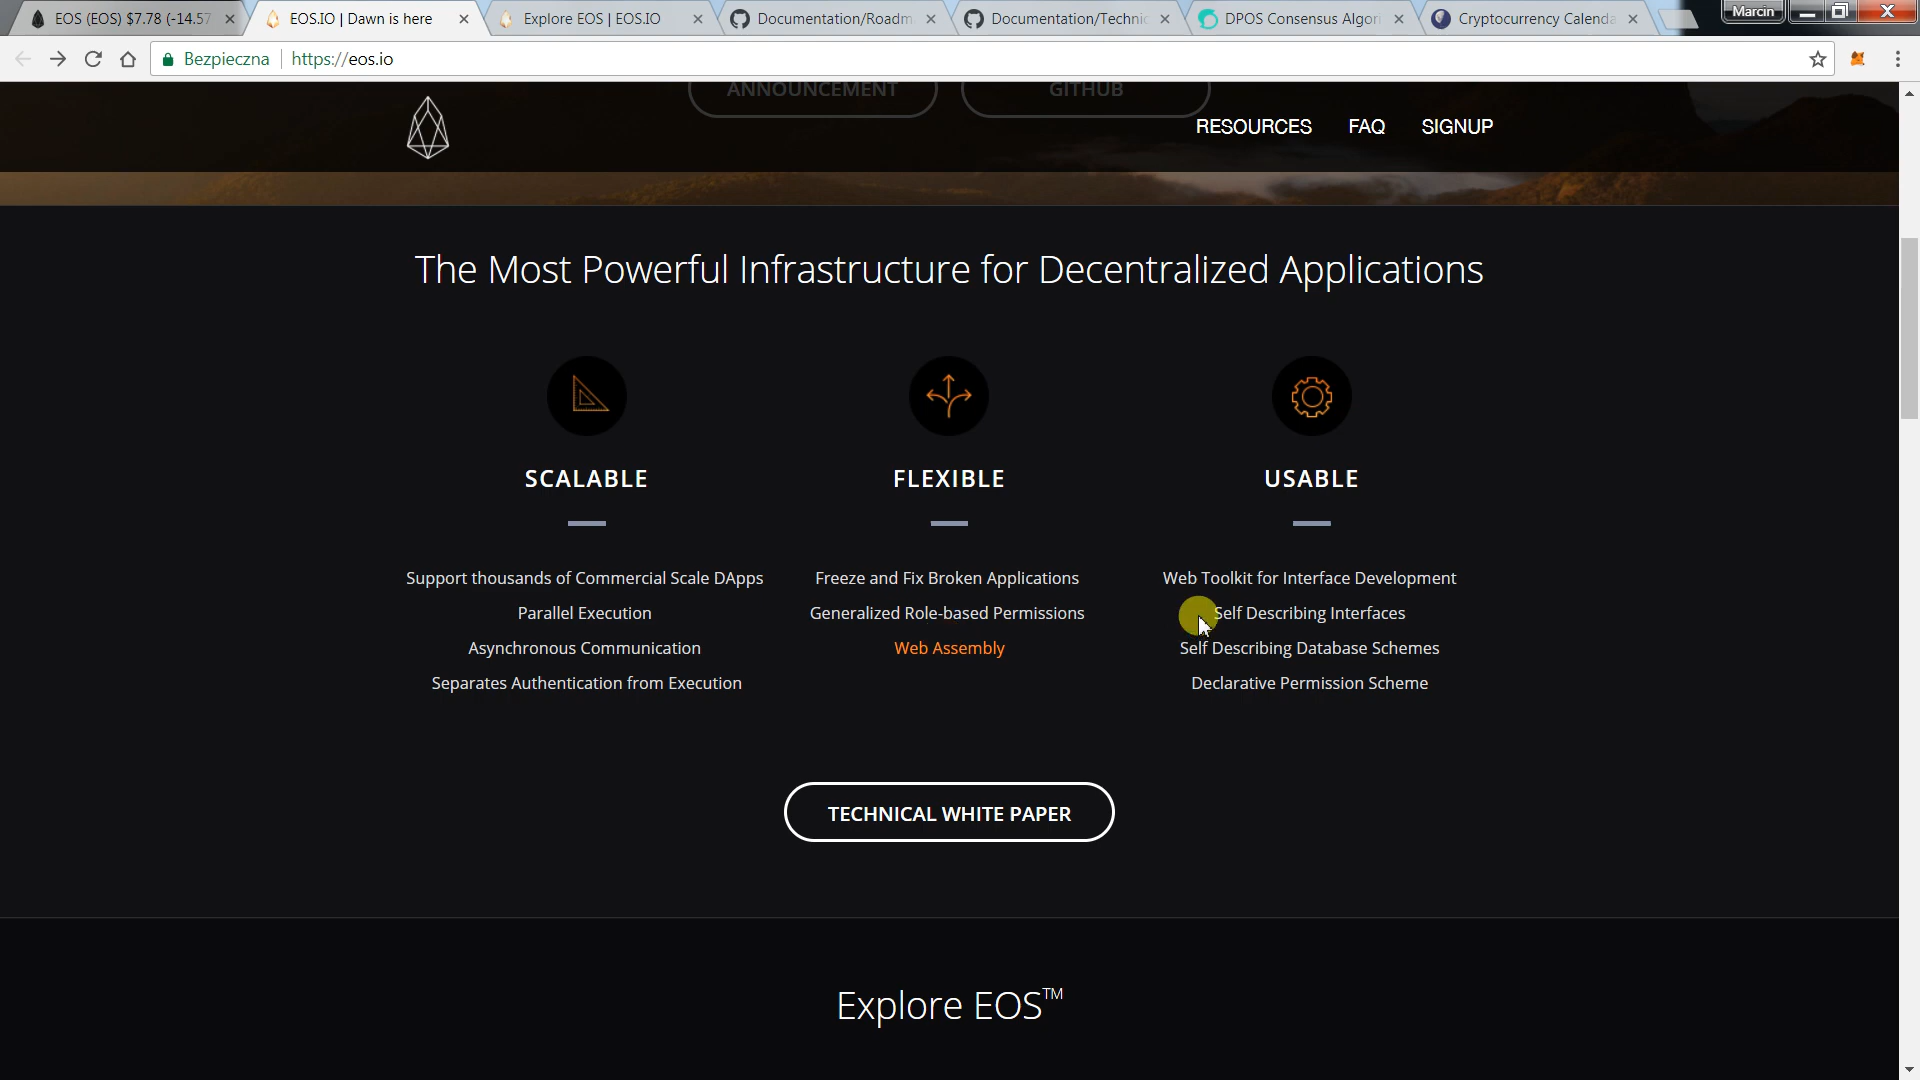 EOS (EOS) $7.78 (-14.57
EOS.IO | Dawn is here
Explore EOS | EOS.IO
Documentation/Roadm
Documentation/Technic
DPOS Consensus Algori
Cryptocurrency Calenda
Marcin
Bezpieczna
https://eos.io
ANNOUNCEMENT
GITHUB
RESOURCES
FAQ
SIGNUP
The Most Powerful Infrastructure for Decentralized Applications
SCALABLE
Support thousands of Commercial Scale DApps
Parallel Execution
Asynchronous Communication
Separates Authentication from Execution
FLEXIBLE
Freeze and Fix Broken Applications
Generalized Role-based Permissions
Web Assembly
USABLE
Web Toolkit for Interface Development
Self Describing Interfaces
Self Describing Database Schemes
Declarative Permission Scheme
TECHNICAL WHITE PAPER
Explore EOS™